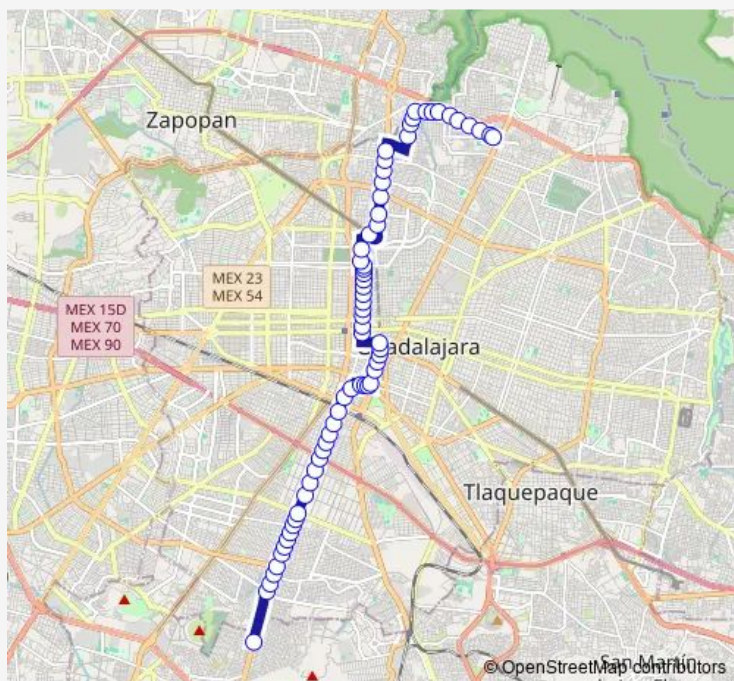 Zapopan
MEX 23
MEX 54
MEX 15D
MEX 70
MEX 90
Guadalajara
Tlaquepaque
© OpenStreetMap contributors
San Martín